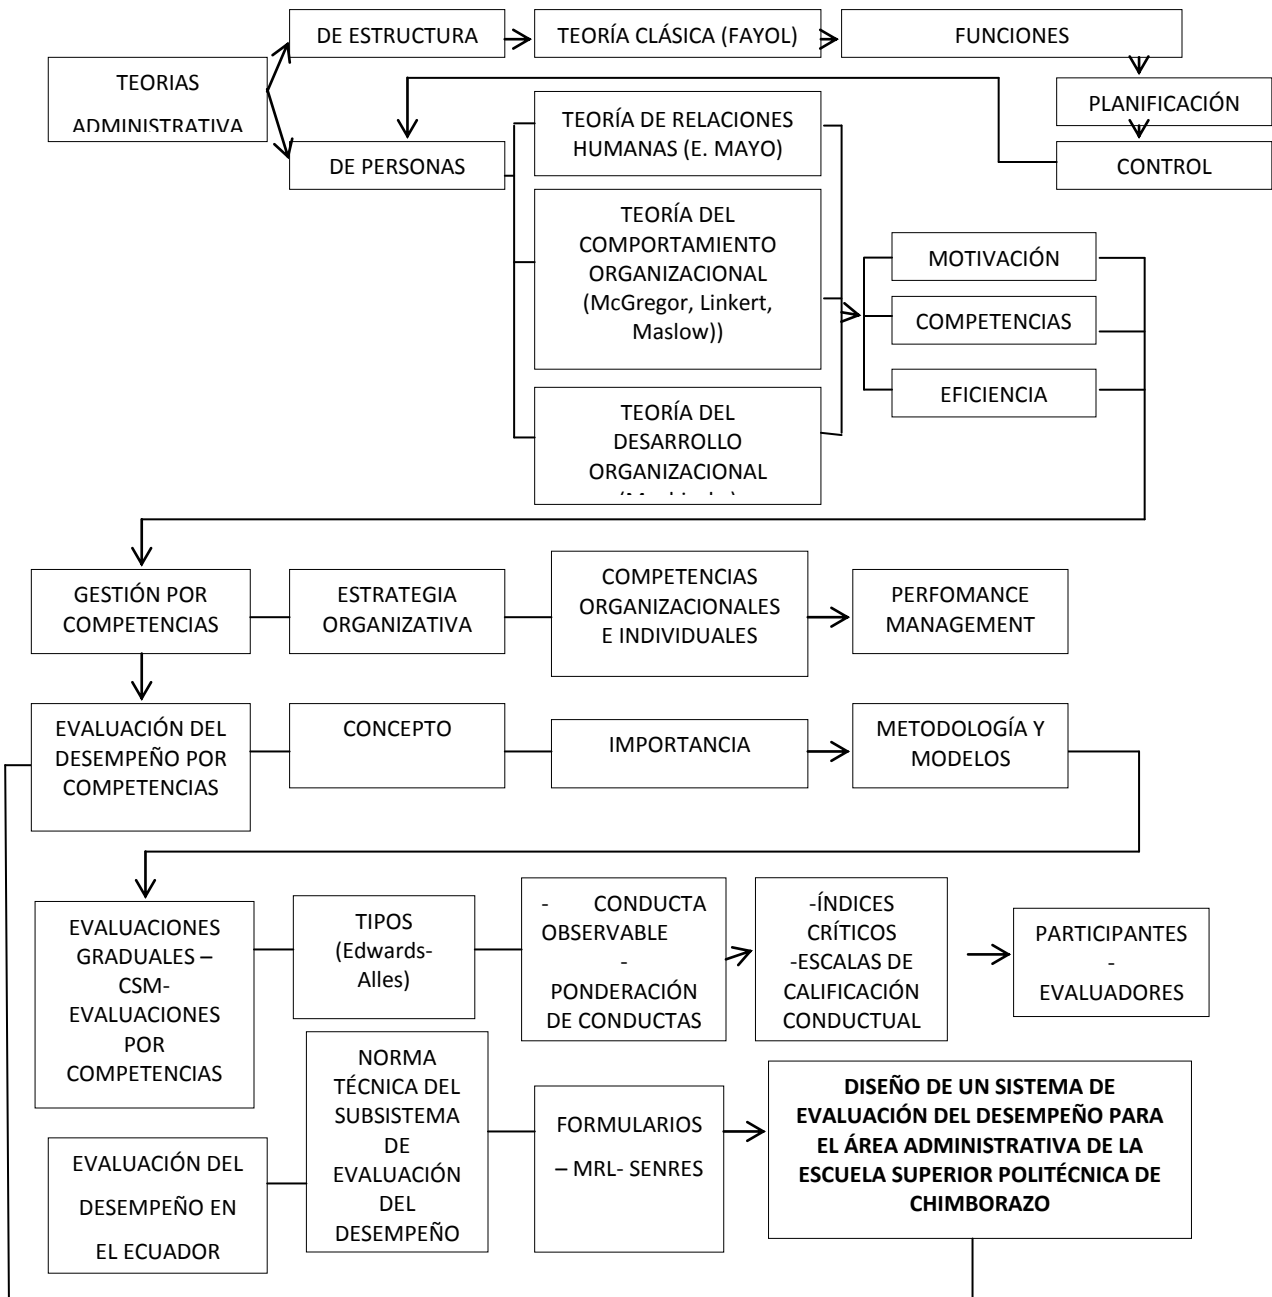 DE ESTRUCTURA
TEORÍA CLÁSICA (FAYOL)
FUNCIONES
TEORIAS
ADMINISTRATIVA
PLANIFICACIÓN
TEORÍA DE RELACIONES
HUMANAS (E. MAYO)
DE PERSONAS
CONTROL
TEORÍA DEL
COMPORTAMIENTO
ORGANIZACIONAL
(McGregor, Linkert,
Maslow))
MOTIVACIÓN
COMPETENCIAS
EFICIENCIA
TEORÍA DEL
DESARROLLO
ORGANIZACIONAL
GESTIÓN POR
COMPETENCIAS
ESTRATEGIA
ORGANIZATIVA
COMPETENCIAS
ORGANIZACIONALES
E INDIVIDUALES
PERFOMANCE
MANAGEMENT
EVALUACIÓN DEL
DESEMPEÑO POR
COMPETENCIAS
CONCEPTO
IMPORTANCIA
METODOLOGÍA Y
MODELOS
EVALUACIONES
GRADUALES –
CSM-
EVALUACIONES
POR
COMPETENCIAS
TIPOS
(Edwards-
Alles)
- CONDUCTA
OBSERVABLE
-
PONDERACIÓN
DE CONDUCTAS
-ÍNDICES
CRÍTICOS
-ESCALAS DE
CALIFICACIÓN
CONDUCTUAL
PARTICIPANTES
-
EVALUADORES
EVALUACIÓN DEL
DESEMPEÑO EN
EL ECUADOR
NORMA
TÉCNICA DEL
SUBSISTEMA
DE
EVALUACIÓN
DEL
DESEMPEÑO
FORMULARIOS
– MRL- SENRES
DISEÑO DE UN SISTEMA DE
EVALUACIÓN DEL DESEMPEÑO PARA
EL ÁREA ADMINISTRATIVA DE LA
ESCUELA SUPERIOR POLITÉCNICA DE
CHIMBORAZO